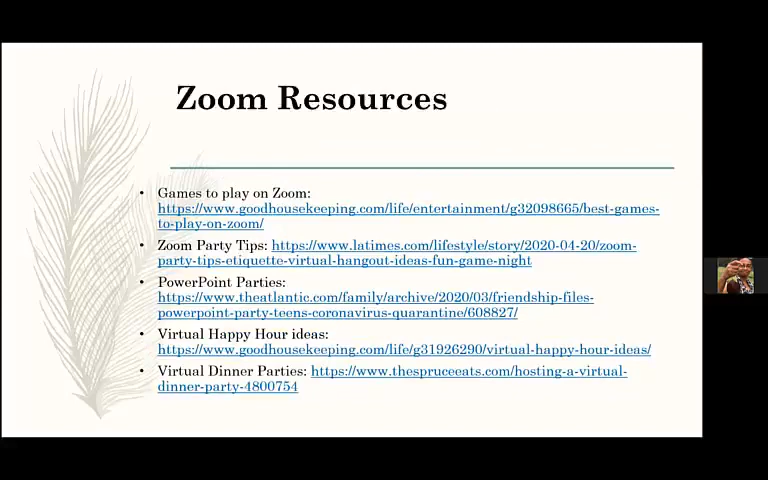 Zoom Resources
• Games to play on Zoom:
https://www.goodhousekeeping.com/life/entertainment/g32098665/best-games-
to-play-on-zoom/
• Zoom Party Tips: https://www.latimes.com/lifestyle/story/2020-04-20/zoom-
party-tips-etiquette-virtual-hangout-ideas-fun-game-night
• PowerPoint Parties:
https://www.theatlantic.com/family/archive/2020/03/friendship-files-
powerpoint-party-teens-coronavirus-quarantine/608827/
• Virtual Happy Hour ideas:
https://www.goodhousekeeping.com/life/g31926290/virtual-happy-hour-ideas/
• Virtual Dinner Parties: https://www.thespruceeats.com/hosting-a-virtual-
dinner-party-4800754